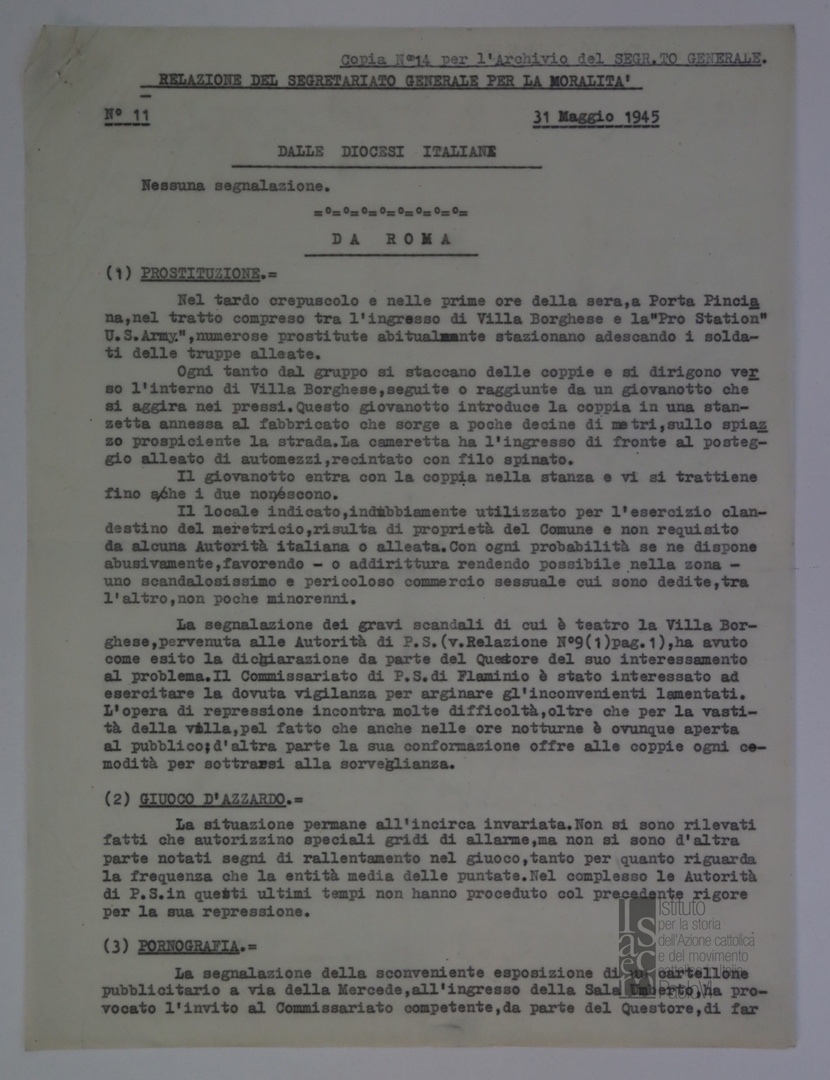 Copia N° 14 per l'Archivio del SEGR.TO GENERALE.
RELAZIONE DEL SEGRETARIATO GENERALE PER LA MORALITA'
N° 11 31 Maggio 1945
DALLE DIOCESI ITALIANE
Nessuna segnalazione.
=°=°=°=°=°=°=°=°=
DA ROMA
(1) PROSTITUZIONE.=
Nel tardo crepuscolo e nelle prime ore della sera,a Porta Pincia
na,nel tratto compreso tra l'ingresso di Villa Borghese e la"Pro Station"
U.S.Army",numerose prostitute abitualmente stazionano adescando i solda-
ti delle truppe alleate.
Ogni tanto dal gruppo si staccano delle coppie e si dirigono ver
so l'interno di Villa Borghese,seguite o raggiunte da un giovanotto che
si aggira nei pressi.Questo giovanotto introduce la coppia in una stan-
zetta annessa al fabbricato che sorge a poche decine di metri,sullo spiaz
zo prospiciente la strada.La cameretta ha l'ingresso di fronte al posteg-
gio alleato di automezzi,recintato con filo spinato.
Il giovanotto entra con la coppia nella stanza e vi si trattiene
fino a/che i due non/escono.
Il locale indicato,indubbiamente utilizzato per l'esercizio clan-
destino del meretricio,risulta di proprietà del Comune e non requisito
da alcuna Autorità italiana o alleata.Con ogni probabilità se ne dispone
abusivamente,favorendo - o addirittura rendendo possibile nella zona -
uno scandalosissimo e pericoloso commercio sessuale cui sono dedite,tra
l'altro,non poche minorenni.
La segnalazione dei gravi scandali di cui è teatro la Villa Bor-
ghese,pervenuta alle Autorità di P.S.(v.Relazione N°9(1)pag.1),ha avuto
come esito la dichiarazione da parte del Questore del suo interessamento
al problema.Il Commissariato di P.S.di Flaminio è stato interessato ad
esercitare la dovuta vigilanza per arginare gl'inconvenienti lamentati.
L'opera di repressione incontra molte difficoltà,oltre che per la vasti-
tà della villa,pel fatto che anche nelle ore notturne è ovunque aperta
al pubblico;d'altra parte la sua conformazione offre alle coppie ogni co-
modità per sottrarsi alla sorveglianza.
(2) GIUOCO D'AZZARDO.=
La situazione permane all'incirca invariata.Non si sono rilevati
fatti che autorizzino speciali gridi di allarme,ma non si sono d'altra
parte notati segni di rallentamento nel giuoco,tanto per quanto riguarda
la frequenza che la entità media delle puntate.Nel complesso le Autorità
di P.S.in questi ultimi tempi non hanno proceduto col precedente rigore
per la sua repressione.
(3) PORNOGRAFIA.=
La segnalazione della sconveniente esposizione di un cartellone
pubblicitario a via della Mercede,all'ingresso della Sala Umberto,ha pro-
vocato l'invito al Commissariato competente,da parte del Questore,di far
Isacem
Istituto
per la storia
dell'Azione cattolica
e del movimento
cattolico in Italia
Paolo VI